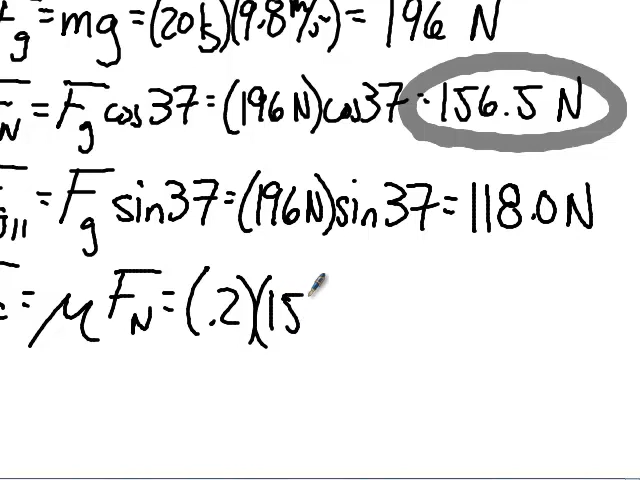 Fg = mg = (20 kg)(9.8 m/s²) = 196 N
FN = Fg cos 37 = (196 N) cos 37 = 156.5 N
g|| = Fg sin 37 = (196 N) sin 37 = 118.0 N
= μ FN = (.2)(15